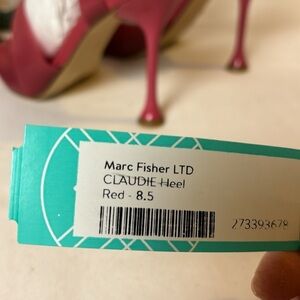 Marc Fisher LTD
CLAUDIE Heel
Red - 8.5
273393678